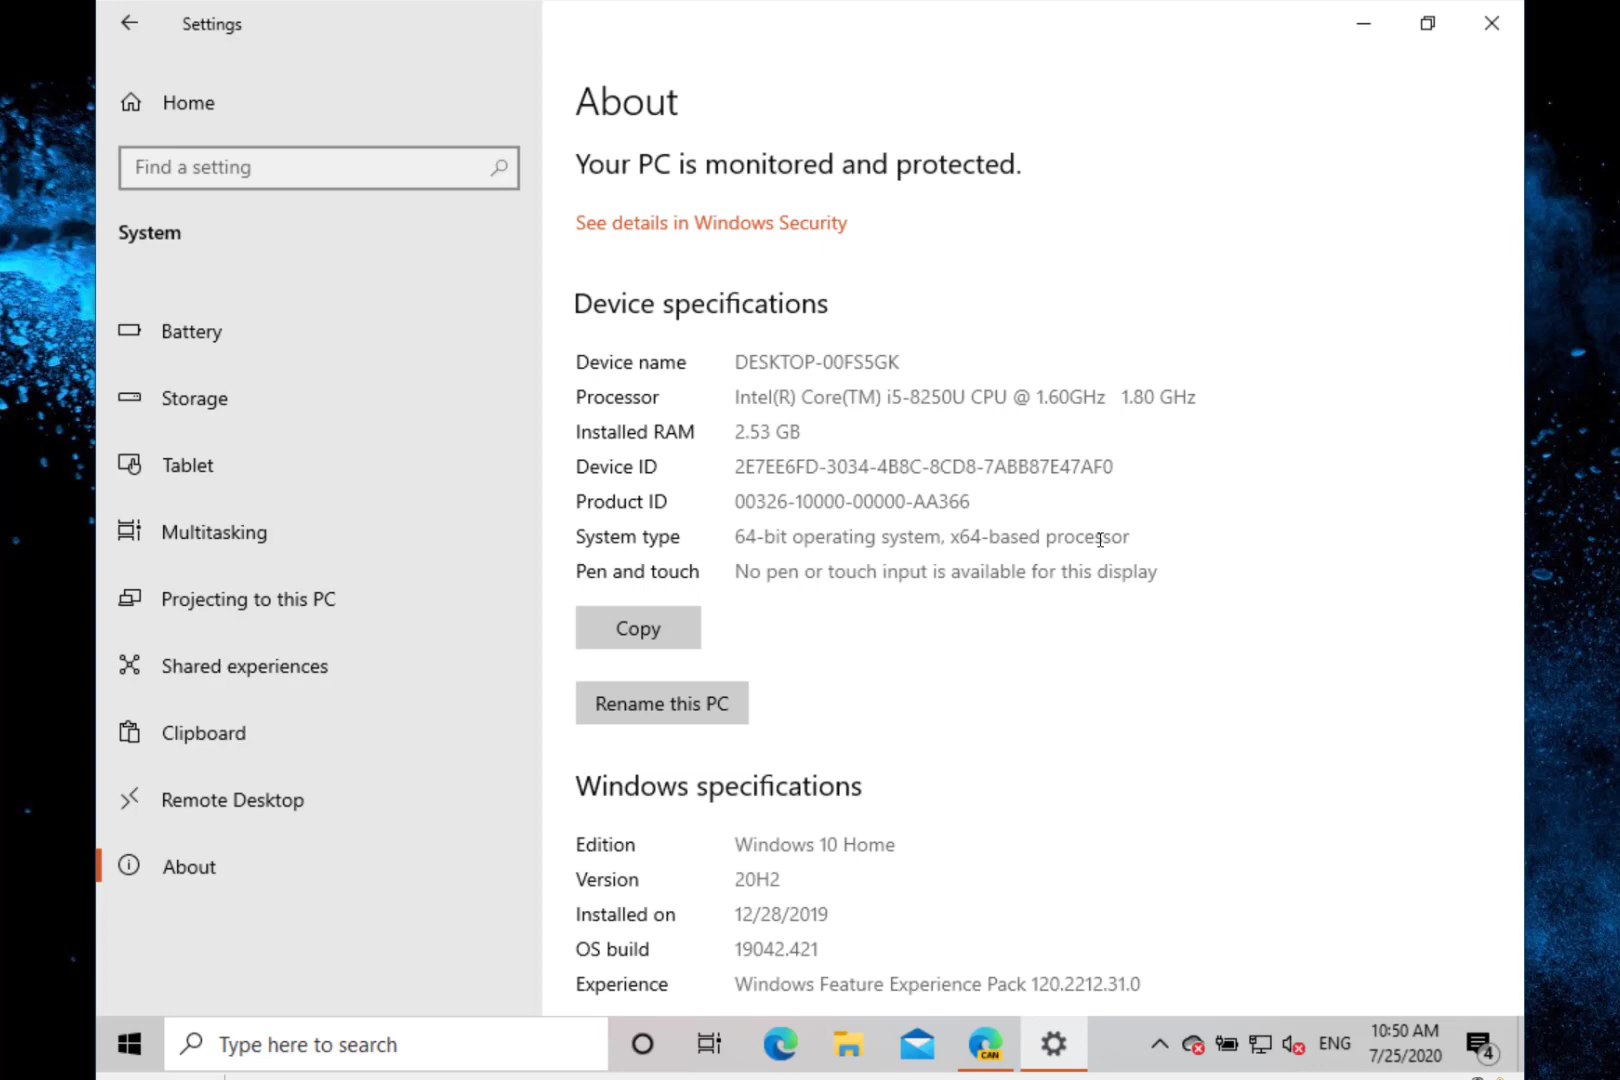 Settings
Home
Find a setting
System
Battery
Storage
Tablet
Multitasking
Projecting to this PC
Shared experiences
Clipboard
Remote Desktop
About
About
Your PC is monitored and protected.
See details in Windows Security
Device specifications
Device name DESKTOP-00FS5GK
Processor Intel(R) Core(TM) i5-8250U CPU @ 1.60GHz 1.80 GHz
Installed RAM 2.53 GB
Device ID 2E7EE6FD-3034-4B8C-8CD8-7ABB87E47AF0
Product ID 00326-10000-00000-AA366
System type 64-bit operating system, x64-based processor
Pen and touch No pen or touch input is available for this display
Copy
Rename this PC
Windows specifications
Edition Windows 10 Home
Version 20H2
Installed on 12/28/2019
OS build 19042.421
Experience Windows Feature Experience Pack 120.2212.31.0
Type here to search
CAN
ENG
10:50 AM
7/25/2020
4